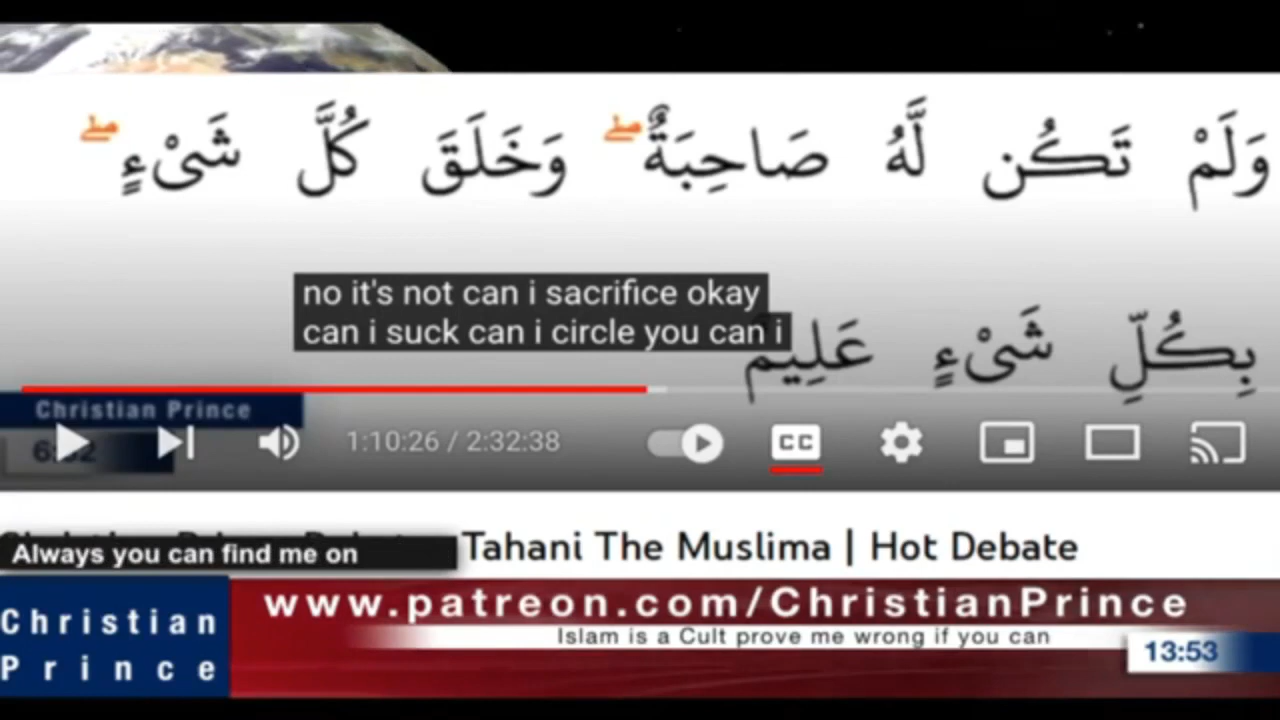 وَلَمْ تَكُن لَّهُ صَاحِبَةٌ ۖ وَخَلَقَ كُلَّ شَىْءٍ ۖ
no it's not can i sacrifice okay
can i suck can i circle you can i
بِكُلِّ شَىْءٍ عَلِيمٌ
Christian Prince
1:10:26 / 2:32:38
CC
Tahani The Muslima | Hot Debate
Always you can find me on
www.patreon.com/ChristianPrince
Christian
Prince
Islam is a Cult prove me wrong if you can
13:53